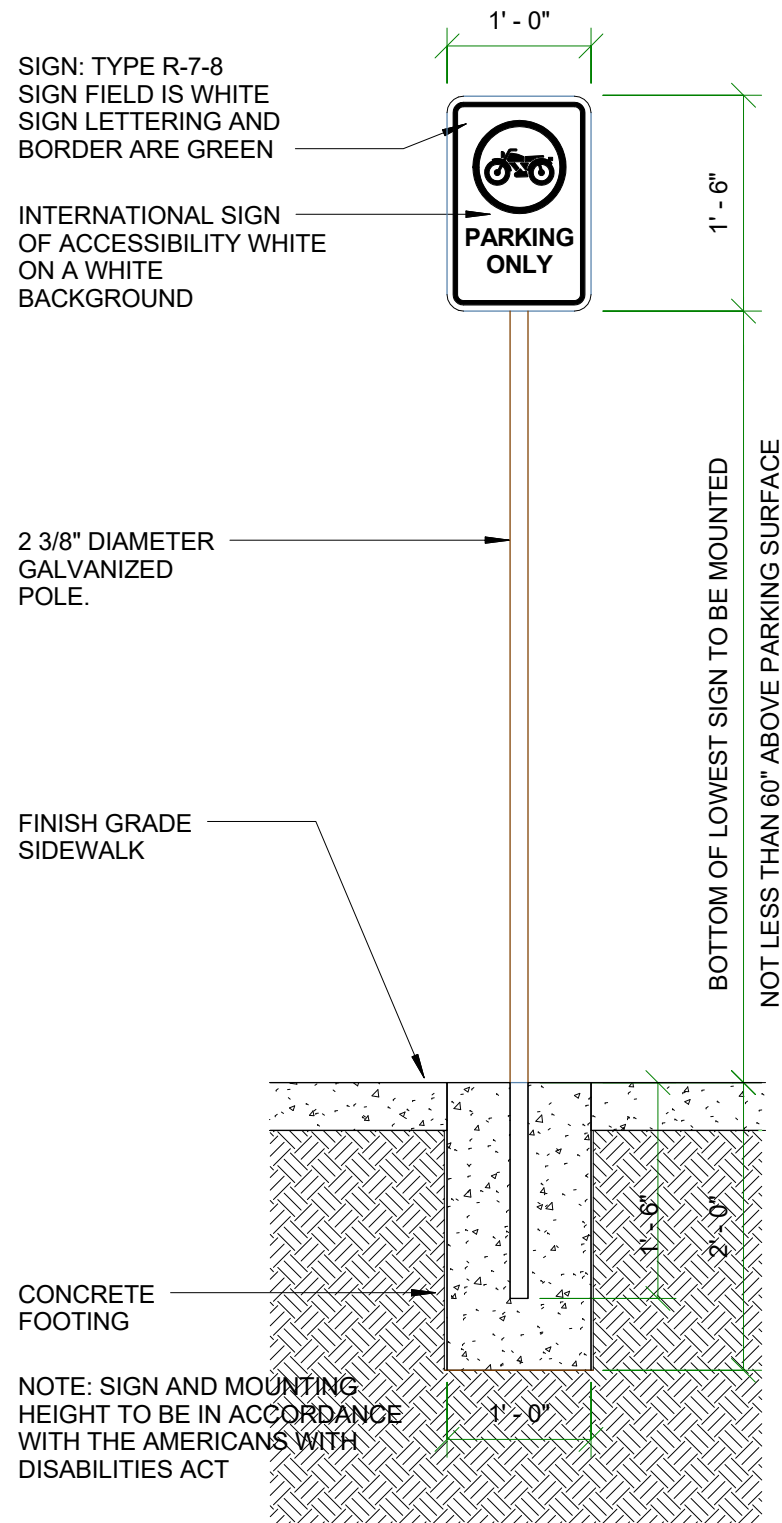 1' - 0"
SIGN: TYPE R-7-8
SIGN FIELD IS WHITE
SIGN LETTERING AND
BORDER ARE GREEN
INTERNATIONAL SIGN
OF ACCESSIBILITY WHITE
ON A WHITE
BACKGROUND
PARKING
ONLY
1' - 6"
2 3/8" DIAMETER
GALVANIZED
POLE.
BOTTOM OF LOWEST SIGN TO BE MOUNTED
NOT LESS THAN 60" ABOVE PARKING SURFACE
FINISH GRADE
SIDEWALK
1' - 6"
2' - 0"
CONCRETE
FOOTING
NOTE: SIGN AND MOUNTING
HEIGHT TO BE IN ACCORDANCE
WITH THE AMERICANS WITH
DISABILITIES ACT
1' - 0"